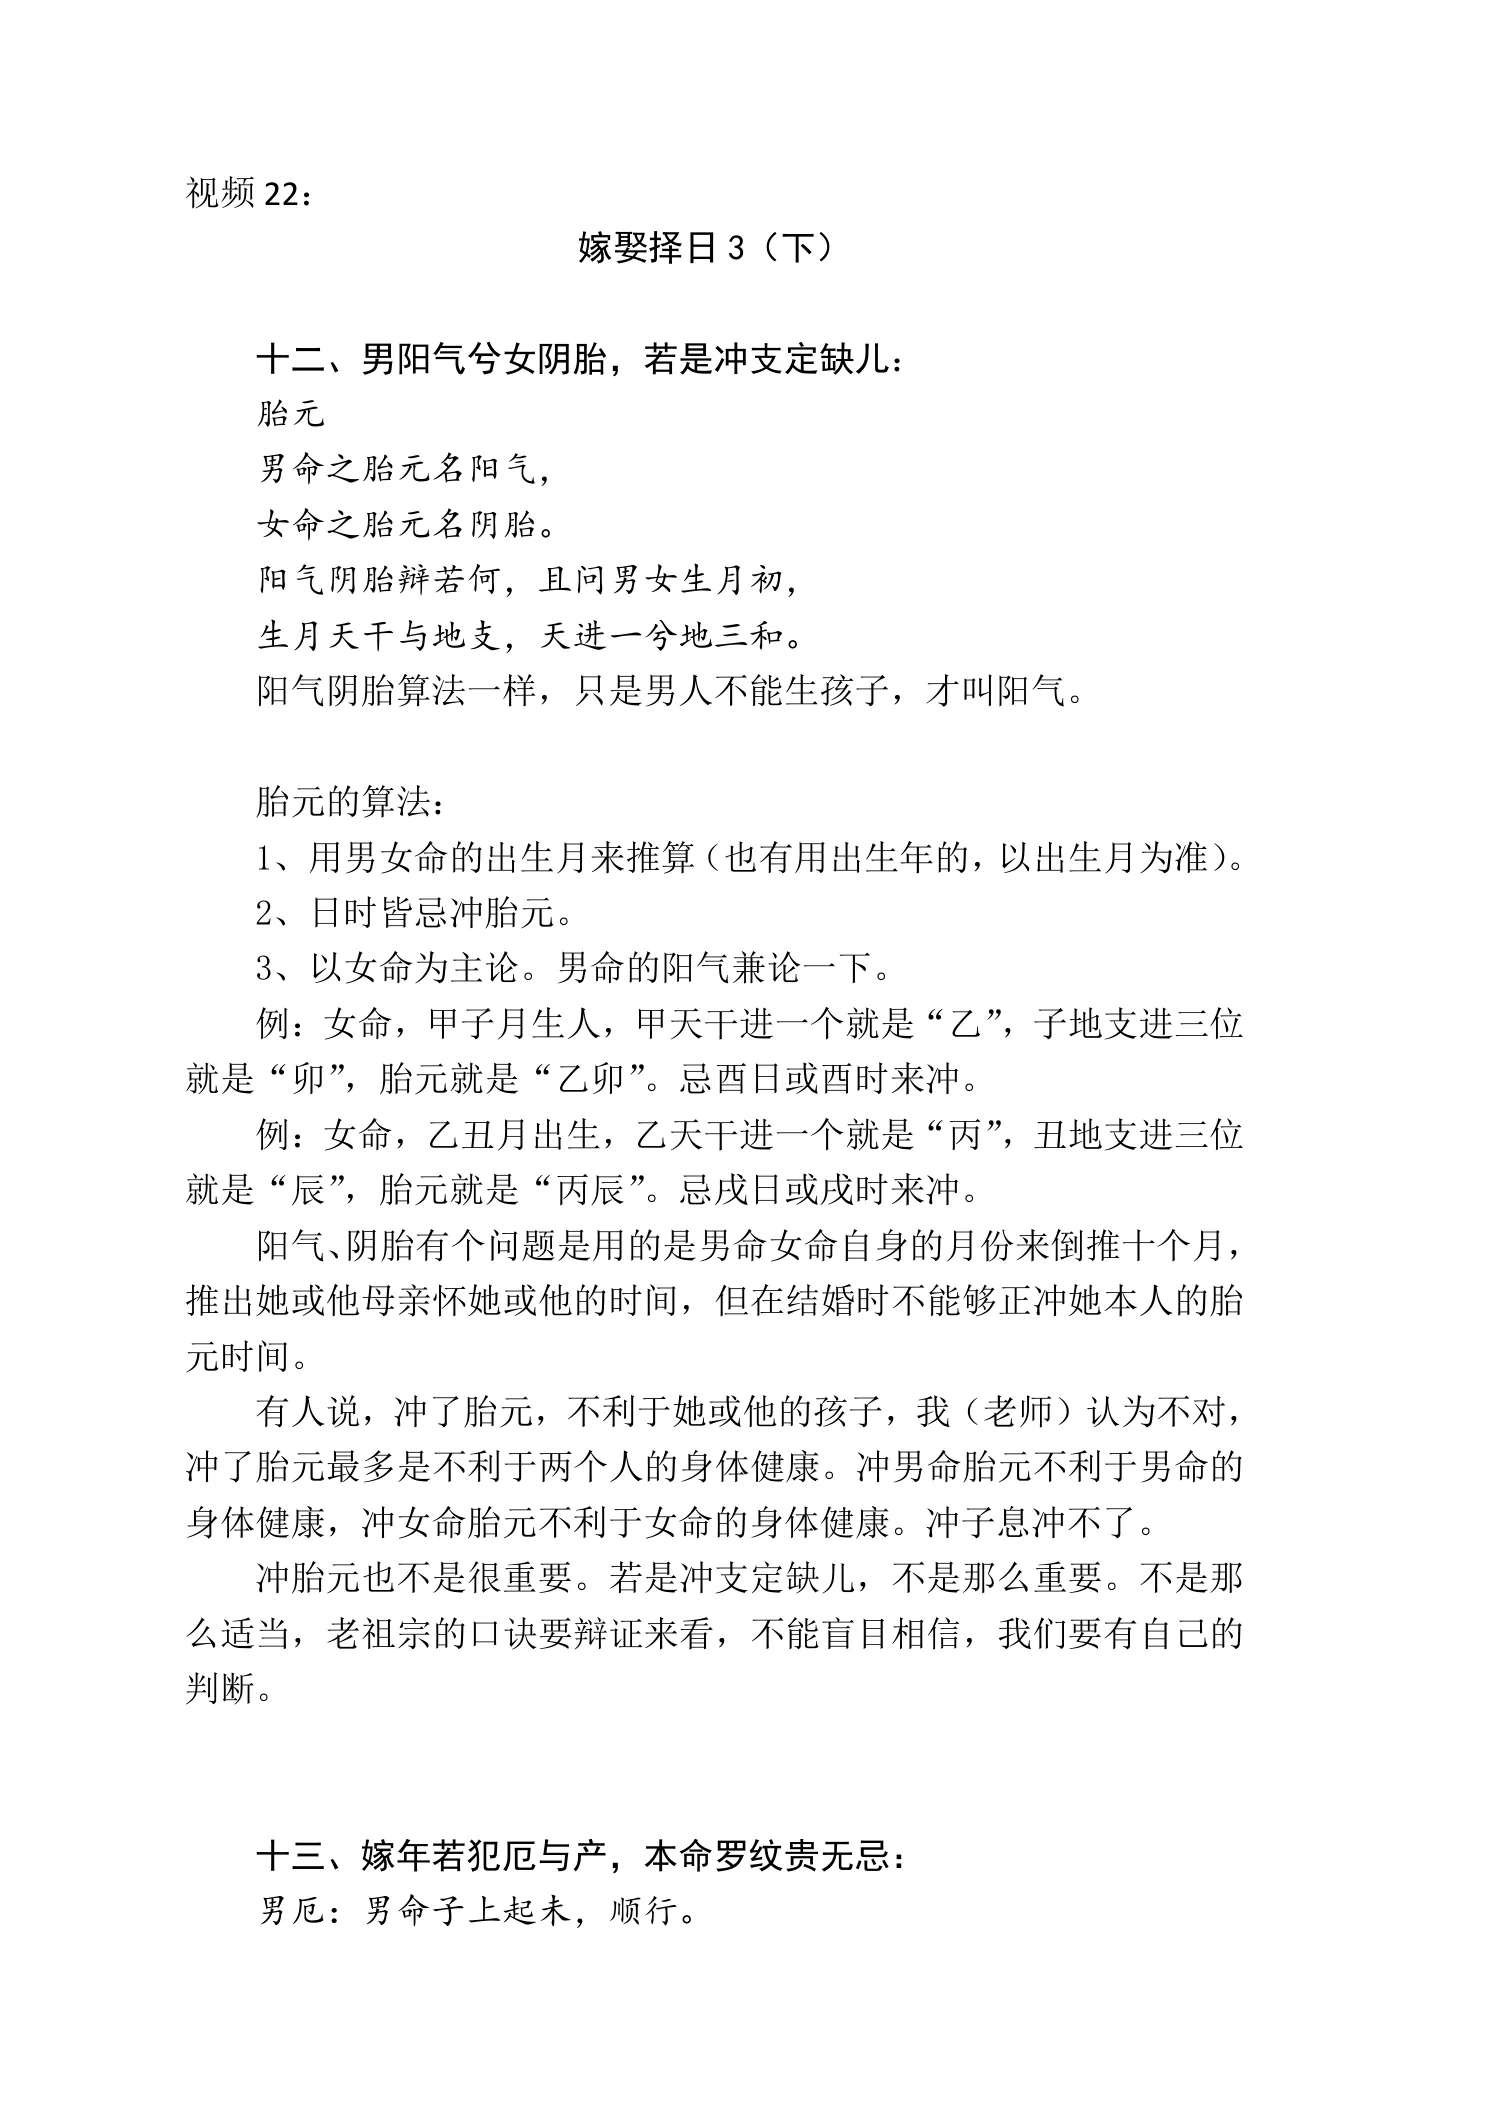 视频 22：
嫁娶择日 3（下）
十二、男阳气兮女阴胎，若是冲支定缺儿：
胎元
男命之胎元名阳气，
女命之胎元名阴胎。
阳气阴胎辩若何，且问男女生月初，
生月天干与地支，天进一兮地三和。
阳气阴胎算法一样，只是男人不能生孩子，才叫阳气。
胎元的算法：
1、用男女命的出生月来推算（也有用出生年的，以出生月为准）。
2、日时皆忌冲胎元。
3、以女命为主论。男命的阳气兼论一下。
例：女命，甲子月生人，甲天干进一个就是“乙”，子地支进三位
就是“卯”，胎元就是“乙卯”。忌酉日或酉时来冲。
例：女命，乙丑月出生，乙天干进一个就是“丙”，丑地支进三位
就是“辰”，胎元就是“丙辰”。忌戌日或戌时来冲。
阳气、阴胎有个问题是用的是男命女命自身的月份来倒推十个月，
推出她或他母亲怀她或他的时间，但在结婚时不能够正冲她本人的胎
元时间。
有人说，冲了胎元，不利于她或他的孩子，我（老师）认为不对，
冲了胎元最多是不利于两个人的身体健康。冲男命胎元不利于男命的
身体健康，冲女命胎元不利于女命的身体健康。冲子息冲不了。
冲胎元也不是很重要。若是冲支定缺儿，不是那么重要。不是那
么适当，老祖宗的口诀要辩证来看，不能盲目相信，我们要有自己的
判断。
十三、嫁年若犯厄与产，本命罗纹贵无忌：
男厄：男命子上起未，顺行。